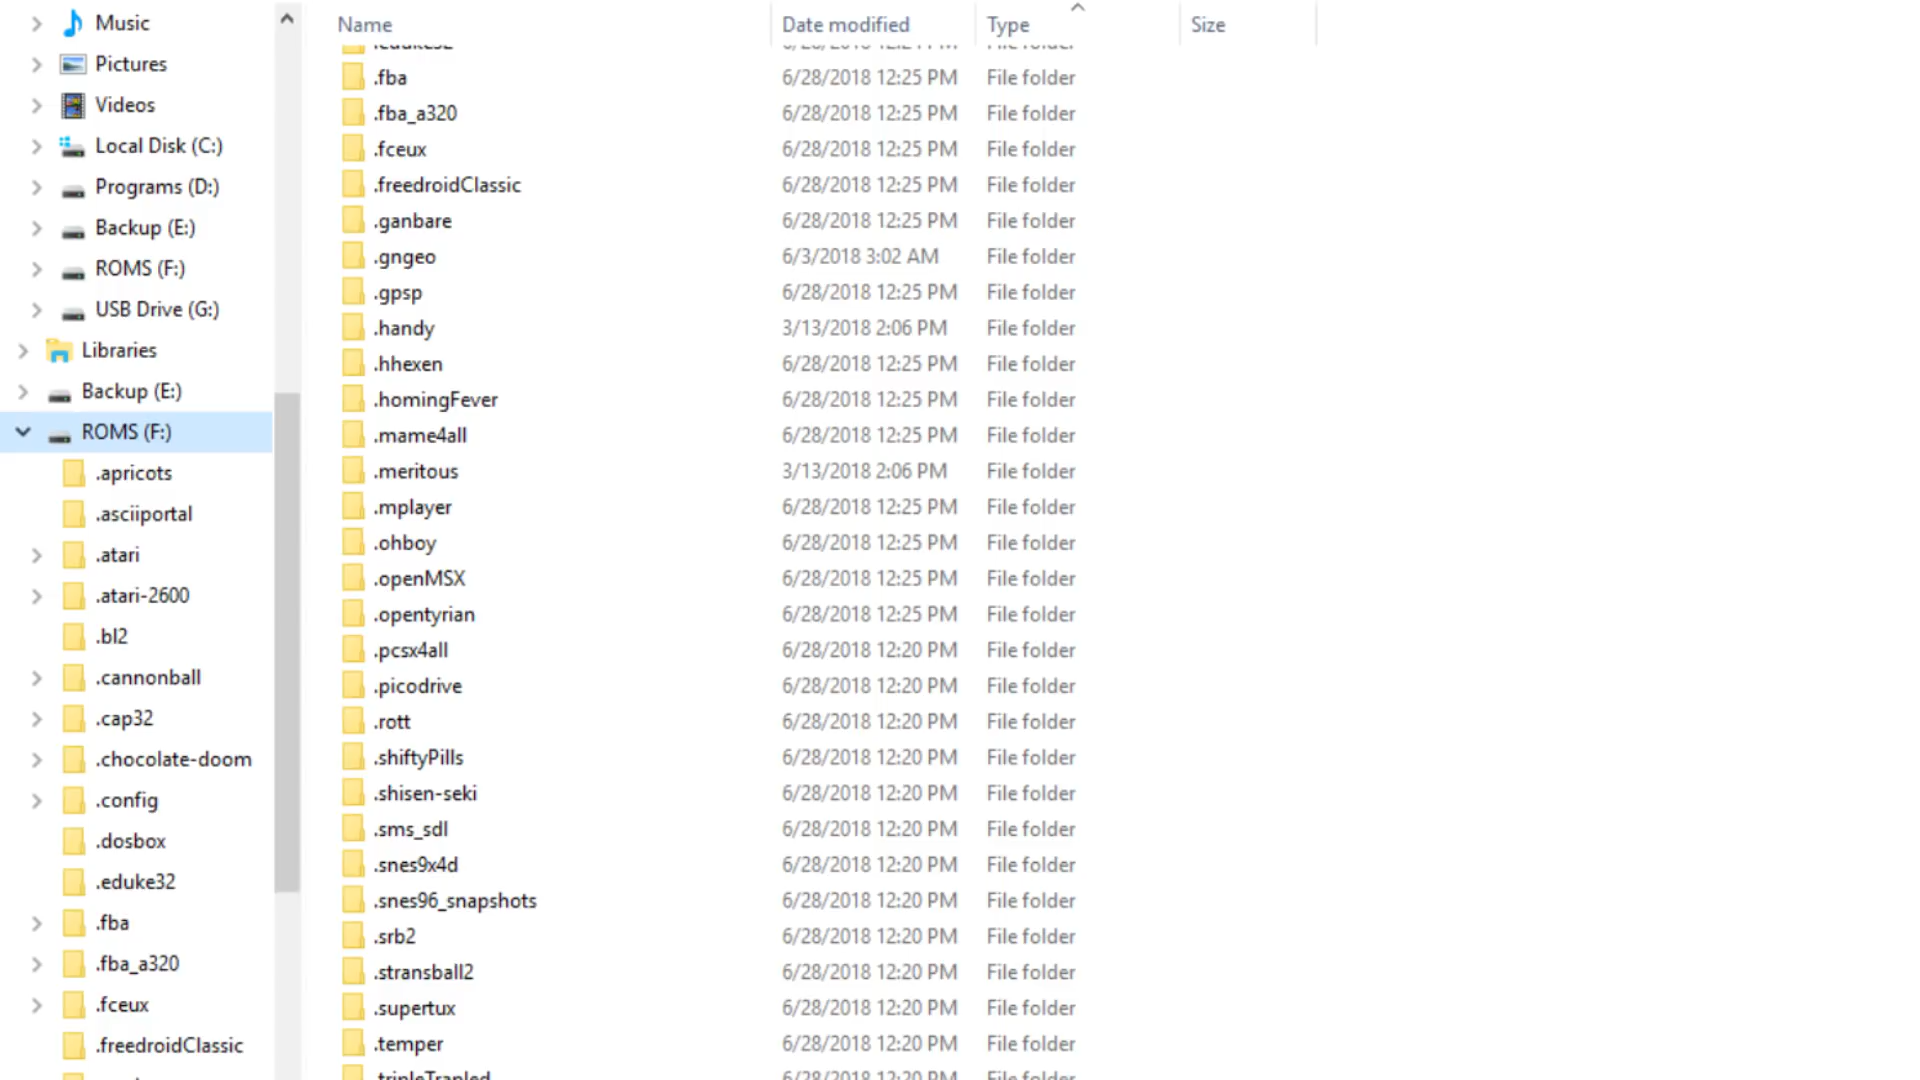 Music
Pictures
Videos
Local Disk (C:)
Programs (D:)
Backup (E:)
ROMS (F:)
USB Drive (G:)
Libraries
Backup (E:)
ROMS (F:)
.apricots
.asciiportal
.atari
.atari-2600
.bl2
.cannonball
.cap32
.chocolate-doom
.config
.dosbox
.eduke32
.fba
.fba_a320
.fceux
.freedroidClassic
Name Date modified Type Size
.fba 6/28/2018 12:25 PM File folder
.fba_a320 6/28/2018 12:25 PM File folder
.fceux 6/28/2018 12:25 PM File folder
.freedroidClassic 6/28/2018 12:25 PM File folder
.ganbare 6/28/2018 12:25 PM File folder
.gngeo 6/3/2018 3:02 AM File folder
.gpsp 6/28/2018 12:25 PM File folder
.handy 3/13/2018 2:06 PM File folder
.hhexen 6/28/2018 12:25 PM File folder
.homingFever 6/28/2018 12:25 PM File folder
.mame4all 6/28/2018 12:25 PM File folder
.meritous 3/13/2018 2:06 PM File folder
.mplayer 6/28/2018 12:25 PM File folder
.ohboy 6/28/2018 12:25 PM File folder
.openMSX 6/28/2018 12:25 PM File folder
.opentyrian 6/28/2018 12:25 PM File folder
.pcsx4all 6/28/2018 12:20 PM File folder
.picodrive 6/28/2018 12:20 PM File folder
.rott 6/28/2018 12:20 PM File folder
.shiftyPills 6/28/2018 12:20 PM File folder
.shisen-seki 6/28/2018 12:20 PM File folder
.sms_sdl 6/28/2018 12:20 PM File folder
.snes9x4d 6/28/2018 12:20 PM File folder
.snes96_snapshots 6/28/2018 12:20 PM File folder
.srb2 6/28/2018 12:20 PM File folder
.stransball2 6/28/2018 12:20 PM File folder
.supertux 6/28/2018 12:20 PM File folder
.temper 6/28/2018 12:20 PM File folder